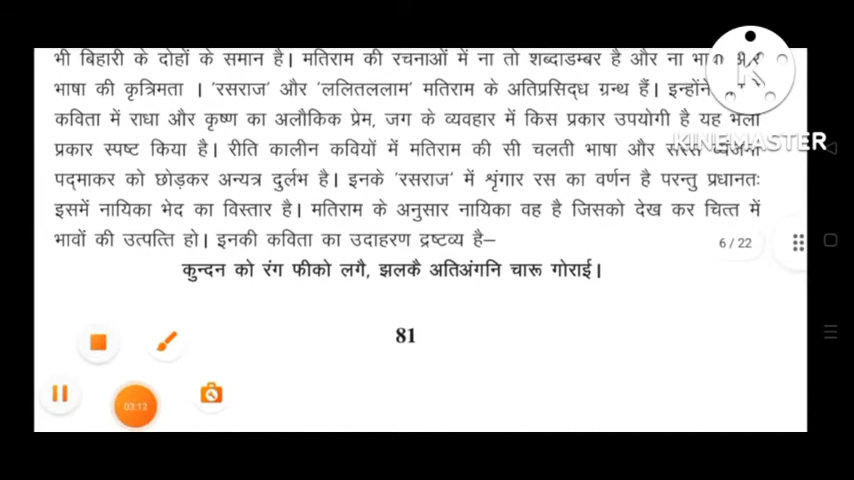 भी बिहारी के दोहों के समान है। मतिराम की रचनाओं में ना तो शब्दाडम्बर है और ना
भाषा की कृत्रिमता । 'रसराज' और 'ललितललाम' मतिराम के अतिप्रसिद्ध ग्रन्थ हैं। इन्होंने
कविता में राधा और कृष्ण का अलौकिक प्रेम, जग के व्यवहार में किस प्रकार उपयोगी है यह भली
प्रकार स्पष्ट किया है। रीति कालीन कवियों में मतिराम की सी चलती भाषा और सरस
KINEMASTER
पद्माकर को छोड़कर अन्यत्र दुर्लभ है। इनके 'रसराज' में श्रृंगार रस का वर्णन है परन्तु प्रधानतः
इसमें नायिका भेद का विस्तार है। मतिराम के अनुसार नायिका वह है जिसको देख कर चित्त में
भावों की उत्पत्ति हो। इनकी कविता का उदाहरण द्रष्टव्य है–
6 / 22
कुन्दन को रंग फीको लगै, झलकै अतिअंगनि चारू गोराई।
81
03:13